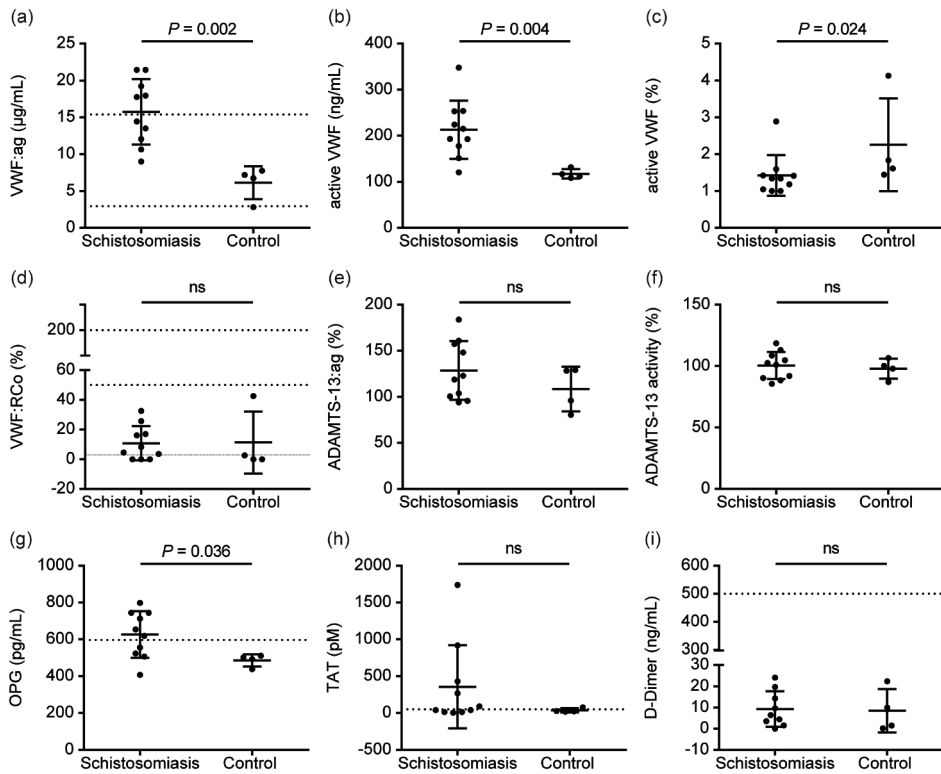 (a)
P = 0.002
VWF:ag (µg/mL)
25
20
15
10
5
0
Schistosomiasis Control
(b)
P = 0.004
active VWF (ng/mL)
400
300
200
100
0
Schistosomiasis Control
(c)
P = 0.024
active VWF (%)
5
4
3
2
1
0
Schistosomiasis Control
(d)
ns
VWF:RCo (%)
200
60
40
20
0
-20
Schistosomiasis Control
(e)
ns
ADAMTS-13:ag (%)
200
150
100
50
0
Schistosomiasis Control
(f)
ns
ADAMTS-13 activity (%)
150
100
50
0
Schistosomiasis Control
(g)
P = 0.036
OPG (pg/mL)
1000
800
600
400
200
0
Schistosomiasis Control
(h)
ns
TAT (pM)
2000
1500
1000
500
0
-500
Schistosomiasis Control
(i)
ns
D-Dimer (ng/mL)
600
500
400
300
30
20
10
0
-10
Schistosomiasis Control